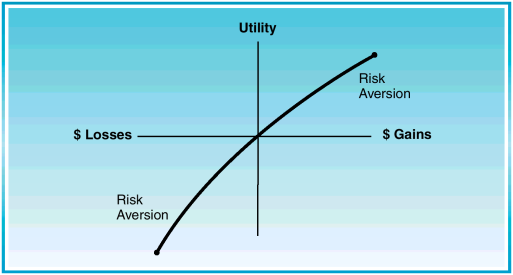 Utility
Risk
Aversion
$ Losses
$ Gains
Risk
Aversion